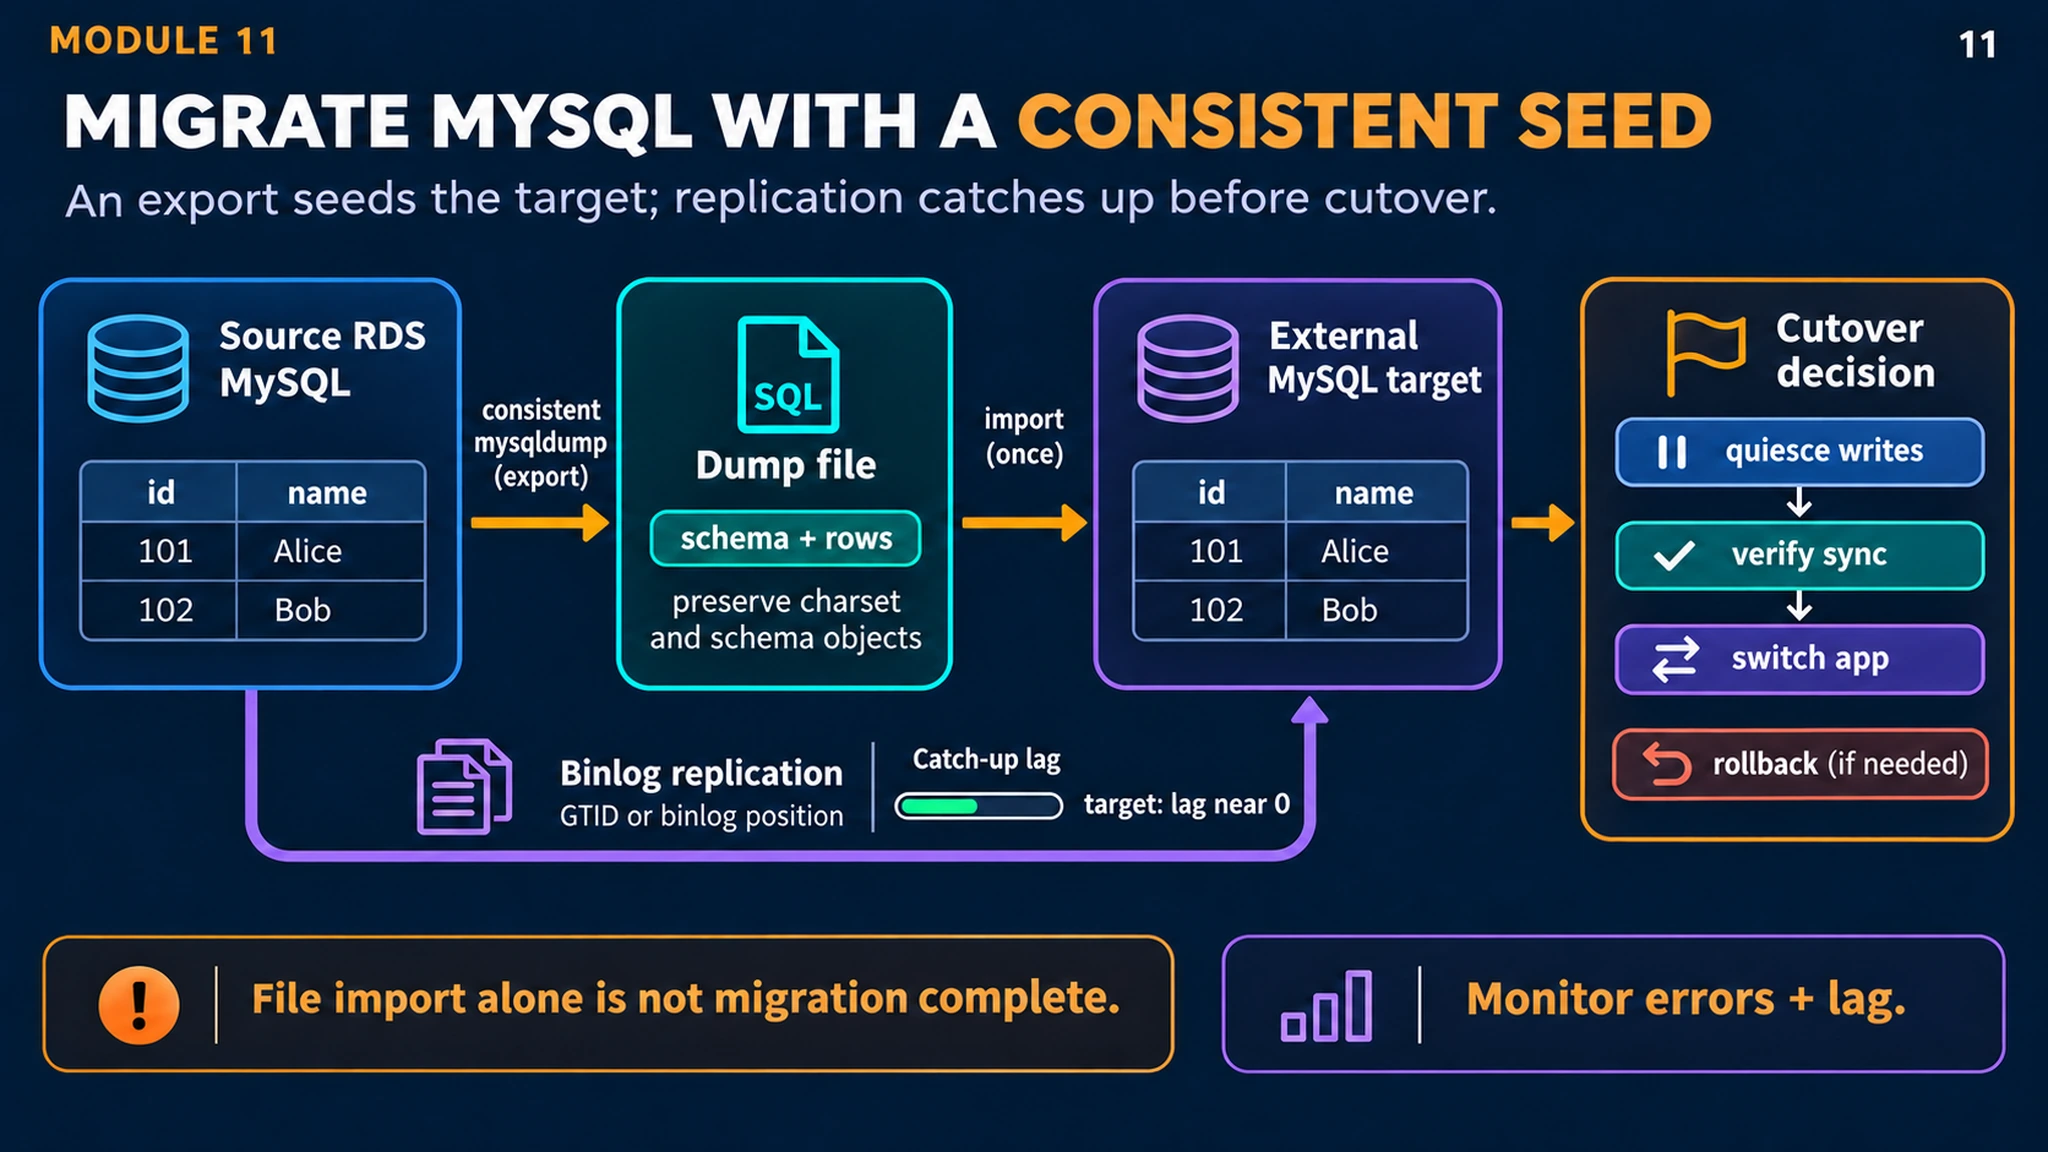 MODULE 11
11
MIGRATE MYSQL WITH A CONSISTENT SEED
An export seeds the target; replication catches up before cutover.
Source RDS
MySQL
id name
101 Alice
102 Bob
consistent
mysqldump
(export)
SQL
Dump file
schema + rows
preserve charset
and schema objects
import
(once)
External
MySQL target
id name
101 Alice
102 Bob
Cutover
decision
quiesce writes
verify sync
switch app
rollback (if needed)
Binlog replication
GTID or binlog position
Catch-up lag
target: lag near 0
File import alone is not migration complete.
Monitor errors + lag.